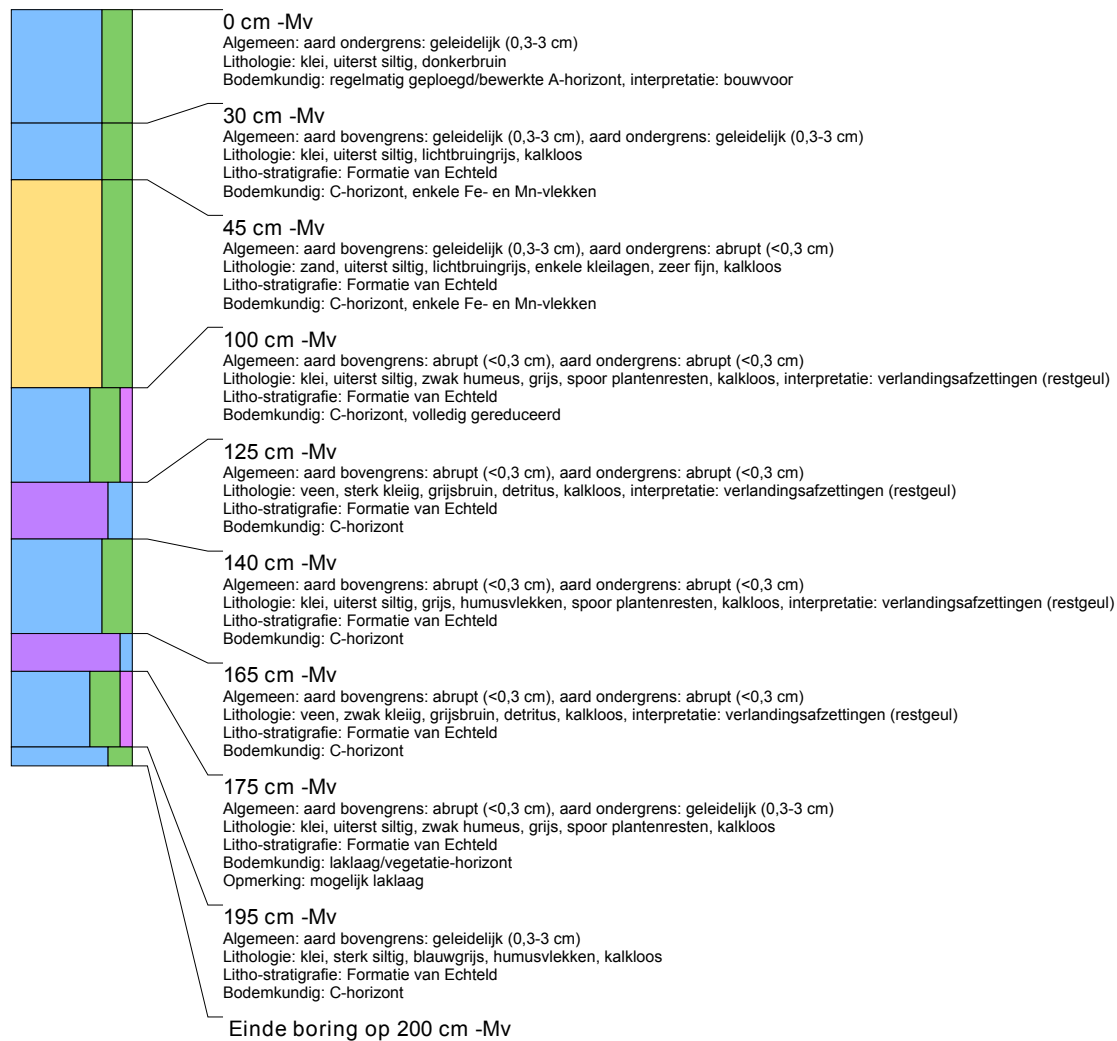 0 cm -Mv
Algemeen: aard ondergrens: geleidelijk (0,3-3 cm)
Lithologie: klei, uiterst siltig, donkerbruin
Bodemkundig: regelmatig geploegd/bewerkte A-horizont, interpretatie: bouwvoor
30 cm -Mv
Algemeen: aard bovengrens: geleidelijk (0,3-3 cm), aard ondergrens: geleidelijk (0,3-3 cm)
Lithologie: klei, uiterst siltig, lichtbruingrijs, kalkloos
Litho-stratigrafie: Formatie van Echteld
Bodemkundig: C-horizont, enkele Fe- en Mn-vlekken
45 cm -Mv
Algemeen: aard bovengrens: geleidelijk (0,3-3 cm), aard ondergrens: abrupt (<0,3 cm)
Lithologie: zand, uiterst siltig, lichtbruingrijs, enkele kleilagen, zeer fijn, kalkloos
Litho-stratigrafie: Formatie van Echteld
Bodemkundig: C-horizont, enkele Fe- en Mn-vlekken
100 cm -Mv
Algemeen: aard bovengrens: abrupt (<0,3 cm), aard ondergrens: abrupt (<0,3 cm)
Lithologie: klei, uiterst siltig, zwak humeus, grijs, spoor plantenresten, kalkloos, interpretatie: verlandingsafzettingen (restgeul)
Litho-stratigrafie: Formatie van Echteld
Bodemkundig: C-horizont, volledig gereduceerd
125 cm -Mv
Algemeen: aard bovengrens: abrupt (<0,3 cm), aard ondergrens: abrupt (<0,3 cm)
Lithologie: veen, sterk kleiig, grijsbruin, detritus, kalkloos, interpretatie: verlandingsafzettingen (restgeul)
Litho-stratigrafie: Formatie van Echteld
Bodemkundig: C-horizont
140 cm -Mv
Algemeen: aard bovengrens: abrupt (<0,3 cm), aard ondergrens: abrupt (<0,3 cm)
Lithologie: klei, uiterst siltig, grijs, humusvlekken, spoor plantenresten, kalkloos, interpretatie: verlandingsafzettingen (restgeul)
Litho-stratigrafie: Formatie van Echteld
Bodemkundig: C-horizont
165 cm -Mv
Algemeen: aard bovengrens: abrupt (<0,3 cm), aard ondergrens: abrupt (<0,3 cm)
Lithologie: veen, zwak kleiig, grijsbruin, detritus, kalkloos, interpretatie: verlandingsafzettingen (restgeul)
Litho-stratigrafie: Formatie van Echteld
Bodemkundig: C-horizont
175 cm -Mv
Algemeen: aard bovengrens: abrupt (<0,3 cm), aard ondergrens: geleidelijk (0,3-3 cm)
Lithologie: klei, uiterst siltig, zwak humeus, grijs, spoor plantenresten, kalkloos
Litho-stratigrafie: Formatie van Echteld
Bodemkundig: laklaag/vegetatie-horizont
Opmerking: mogelijk laklaag
195 cm -Mv
Algemeen: aard bovengrens: geleidelijk (0,3-3 cm)
Lithologie: klei, sterk siltig, blauwgrijs, humusvlekken, kalkloos
Litho-stratigrafie: Formatie van Echteld
Bodemkundig: C-horizont
Einde boring op 200 cm -Mv